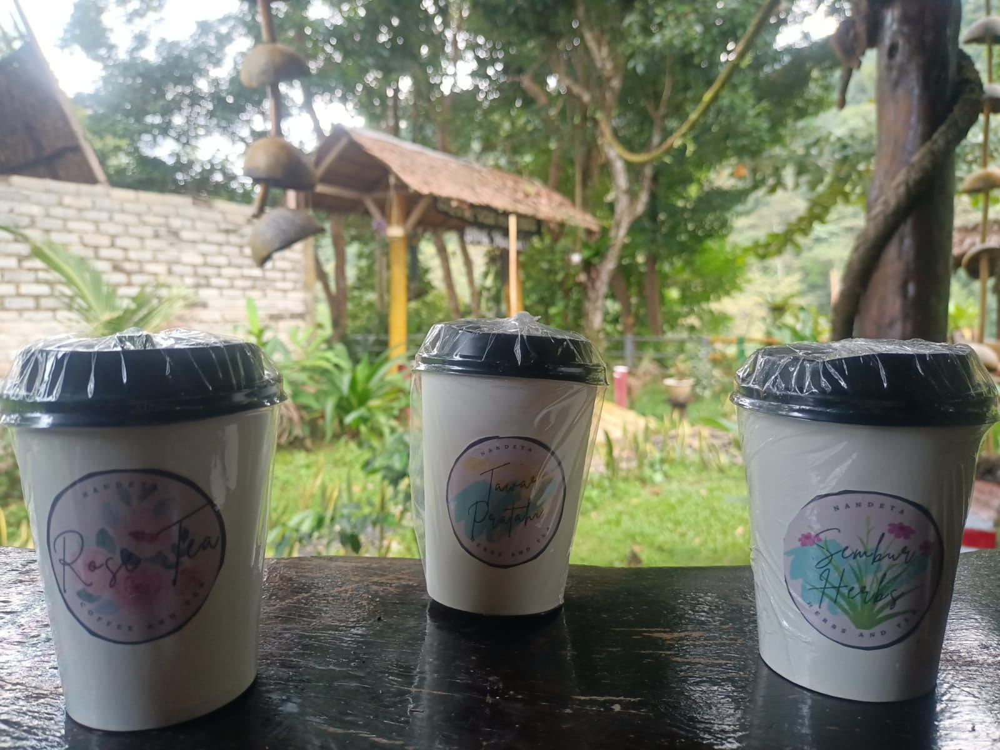 NANDETA
Rose Tea
COFFEE AND TEA
NANDETA
Tawar
Pratahi
HERBS AND TEA
NANDETA
Sembur
Herbs
HERBS AND TEA